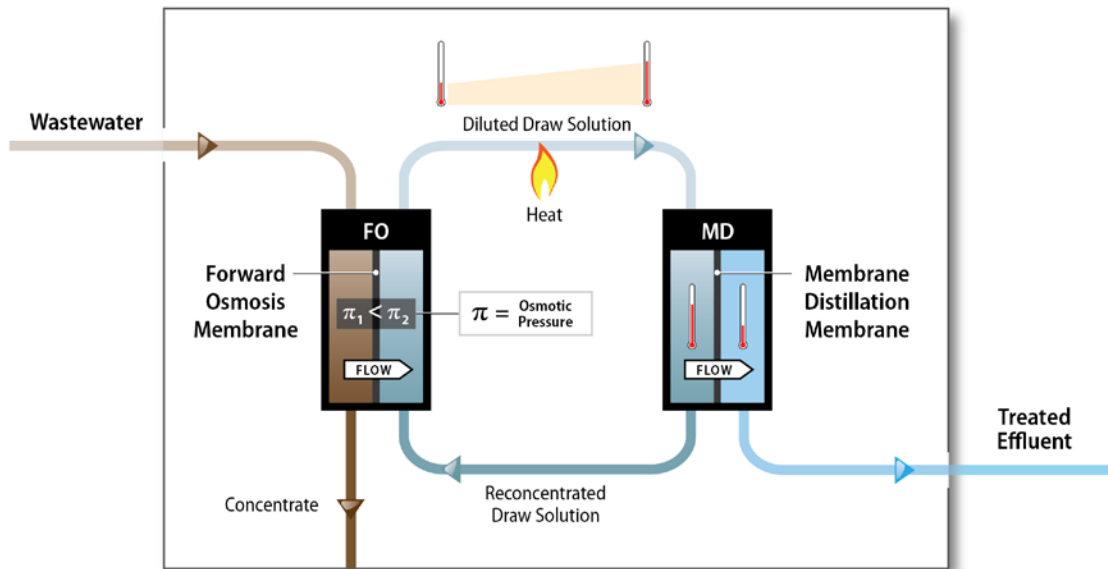 Wastewater
Diluted Draw Solution
Heat
FO
MD
Forward
Osmosis
Membrane
π₁ < π₂
π = Osmotic
Pressure
FLOW
Membrane
Distillation
Membrane
FLOW
Treated
Effluent
Concentrate
Reconcentrated
Draw Solution